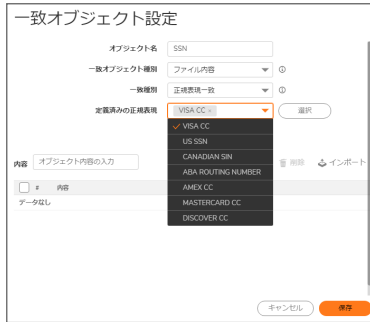 一致オブジェクト設定
オブジェクト名 SSN
一致オブジェクト種別 ファイル内容
一致種別 正規表現一致
定義済みの正規表現 VISA CC 選択
VISA CC
US SSN
CANADIAN SIN
ABA ROUTING NUMBER
AMEX CC
MASTERCARD CC
DISCOVER CC
内容 オブジェクト内容の入力 削除 インポート
# 内容
データなし
キャンセル 保存